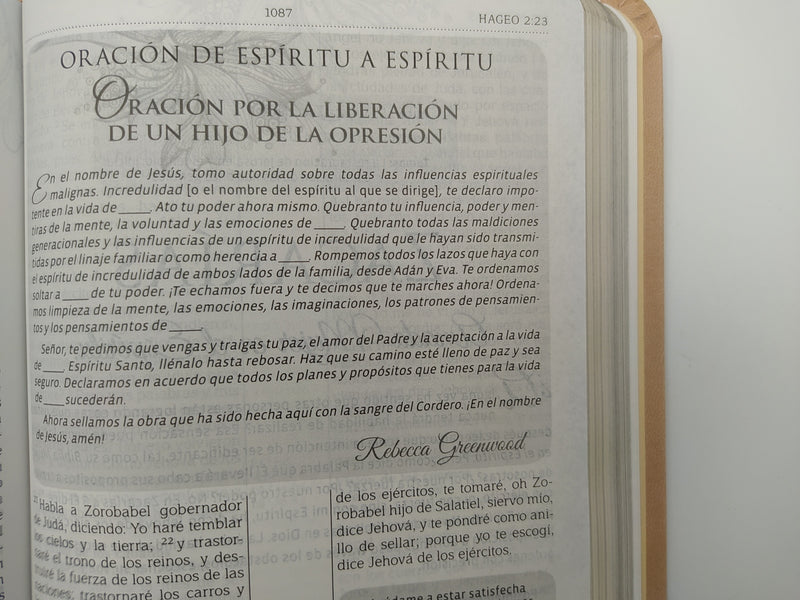 1087
HAGEO 2:23
ORACIÓN DE ESPÍRITU A ESPÍRITU
ORACIÓN POR LA LIBERACIÓN
DE UN HIJO DE LA OPRESIÓN
En el nombre de Jesús, tomo autoridad sobre todas las influencias espirituales
malignas. Incredulidad [o el nombre del espíritu al que se dirige], te declaro impo-
tente en la vida de _____. Ato tu poder ahora mismo. Quebranto tu influencia, poder y men-
tiras de la mente, la voluntad y las emociones de _____. Quebranto todas las maldiciones
generacionales y las influencias de un espíritu de incredulidad que le hayan sido transmi-
tidas por el linaje familiar o como herencia a _____. Rompemos todos los lazos que haya con
el espíritu de incredulidad de ambos lados de la familia, desde Adán y Eva. Te ordenamos
soltar a _____ de tu poder. ¡Te echamos fuera y te decimos que te marches ahora! Ordena-
mos limpieza de la mente, las emociones, las imaginaciones, los patrones de pensamien-
tos y los pensamientos de _____.
Señor, te pedimos que vengas y traigas tu paz, el amor del Padre y la aceptación a la vida
de ____, Espíritu Santo, llénalo hasta rebosar. Haz que su camino esté lleno de paz y sea
seguro. Declaramos en acuerdo que todos los planes y propósitos que tienes para la vida
de ____ sucederán.
Ahora sellamos la obra que ha sido hecha aquí con la sangre del Cordero. ¡En el nombre
de Jesús, amén!
Rebecca Greenwood
21 Habla a Zorobabel gobernador
de Judá, diciendo: Yo haré temblar
los cielos y la tierra; 22 y trastor-
naré el trono de los reinos, y des-
truiré la fuerza de los reinos de las
naciones; trastornaré los carros y
de los ejércitos, te tomaré, oh Zo-
robabel hijo de Salatiel, siervo mío,
dice Jehová, y te pondré como ani-
llo de sellar; porque yo te escogí,
dice Jehová de los ejércitos.
a estar satisfecha